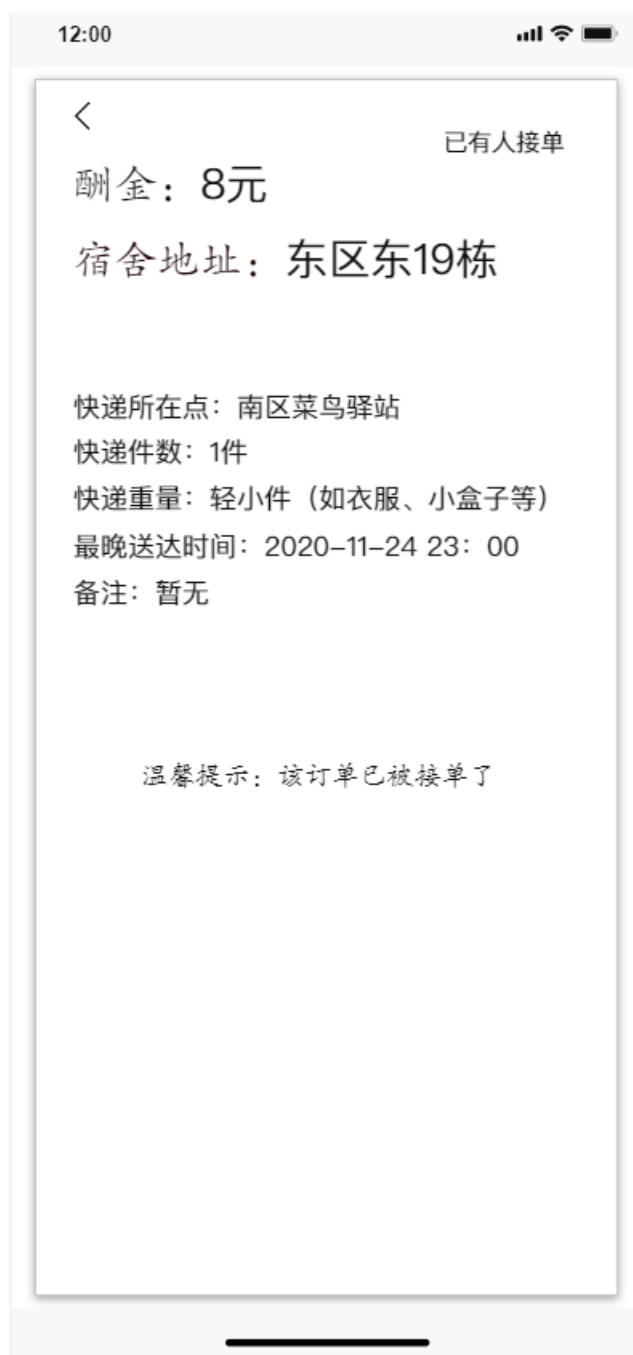 12:00
已有人接单
酬金：8元
宿舍地址：东区东19栋
快递所在点：南区菜鸟驿站
快递件数：1件
快递重量：轻小件（如衣服、小盒子等）
最晚送达时间：2020-11-24 23：00
备注：暂无
温馨提示：该订单已被接单了